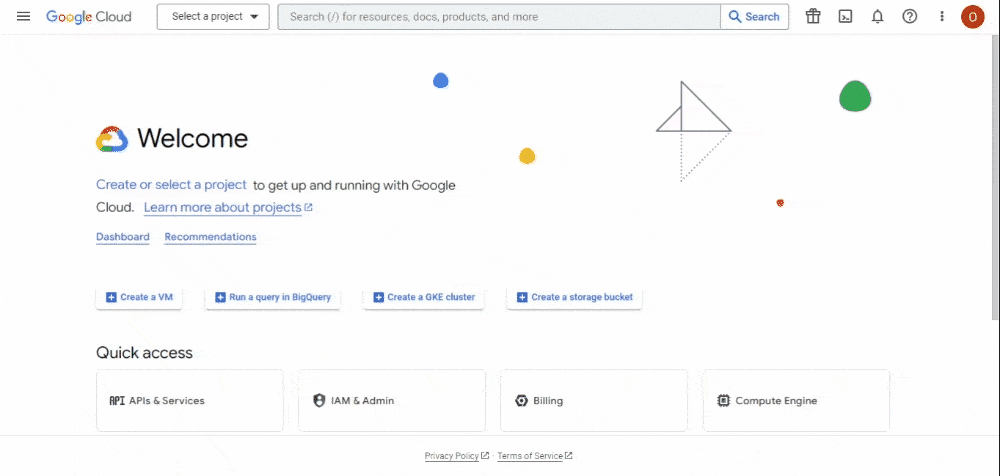 Google Cloud Select a project Search (/) for resources, docs, products, and more Search O
Welcome
Create or select a project to get up and running with Google
Cloud. Learn more about projects
Dashboard Recommendations
Create a VM Run a query in BigQuery Create a GKE cluster Create a storage bucket
Quick access
API APIs & Services IAM & Admin Billing Compute Engine
Privacy Policy · Terms of Service